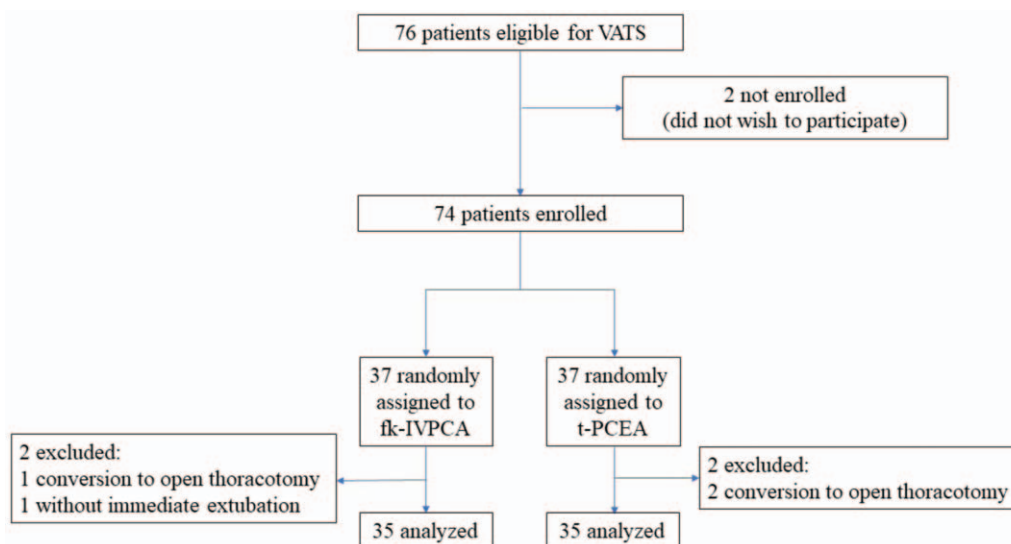 76 patients eligible for VATS
2 not enrolled
(did not wish to participate)
74 patients enrolled
37 randomly
assigned to
fk-IVPCA
37 randomly
assigned to
t-PCEA
2 excluded:
1 conversion to open thoracotomy
1 without immediate extubation
2 excluded:
2 conversion to open thoracotomy
35 analyzed
35 analyzed